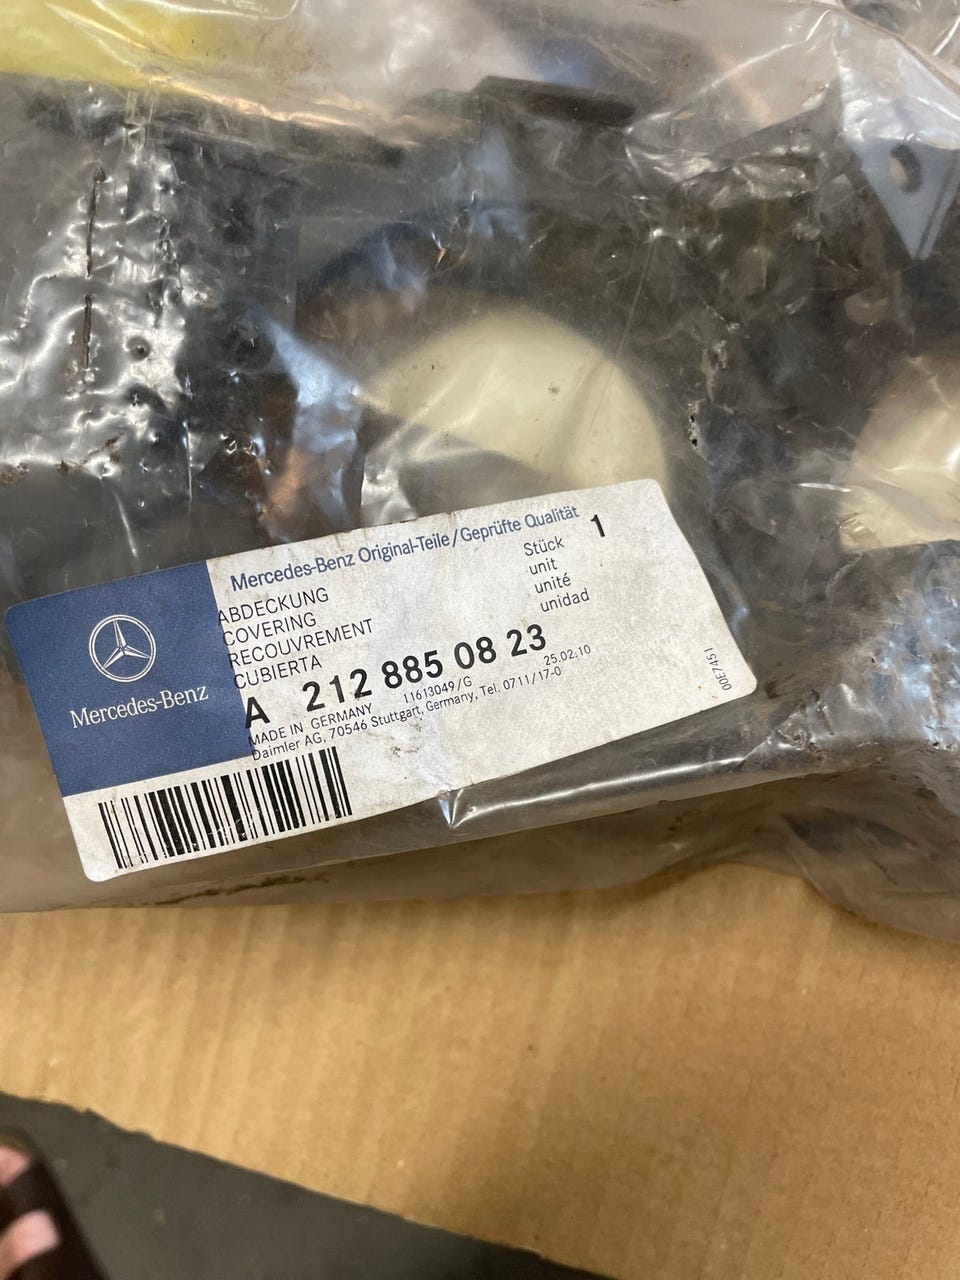 Mercedes-Benz Original-Teile/Geprüfte Qualität
ABDECKUNG
COVERING
RECOUVREMENT
CUBIERTA
Stück 1
unit
unité
unidad
A 212 885 08 23
11613049/G 25.02.10
MADE IN GERMANY
Daimler AG, 70546 Stuttgart, Germany, Tel. 0711/17-0
00E7451
Mercedes-Benz